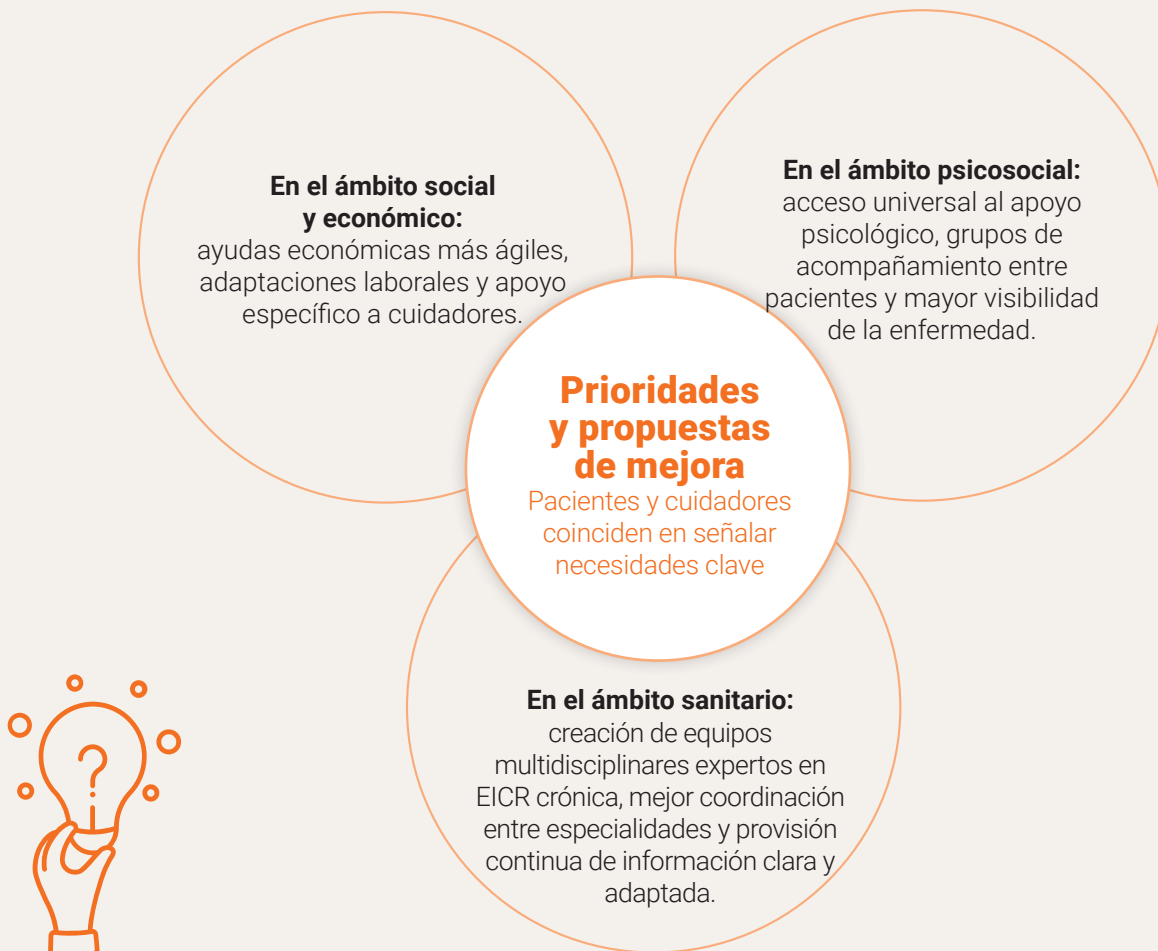 En el ámbito social
y económico:
ayudas económicas más ágiles,
adaptaciones laborales y apoyo
específico a cuidadores.
En el ámbito psicosocial:
acceso universal al apoyo
psicológico, grupos de
acompañamiento entre
pacientes y mayor visibilidad
de la enfermedad.
Prioridades
y propuestas
de mejora
Pacientes y cuidadores
coinciden en señalar
necesidades clave
En el ámbito sanitario:
creación de equipos
multidisciplinares expertos en
EICR crónica, mejor coordinación
entre especialidades y provisión
continua de información clara y
adaptada.
?